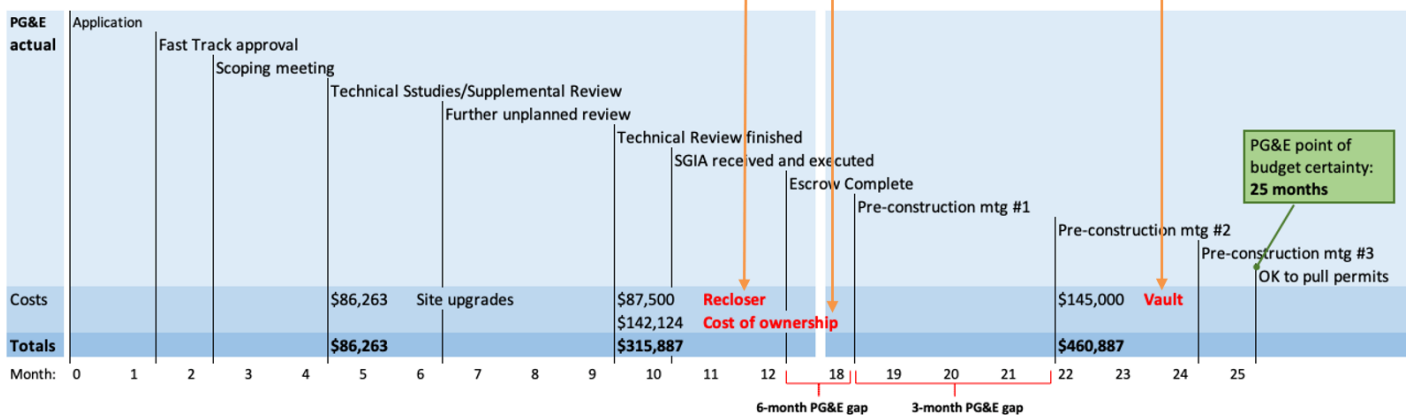 PG&E Application
actual
Fast Track approval
Scoping meeting
Technical Sstudies/Supplemental Review
Further unplanned review
Technical Review finished
SGIA received and executed
Escrow Complete
Pre-construction mtg #1
Pre-construction mtg #2
Pre-construction mtg #3
OK to pull permits
PG&E point of
budget certainty:
25 months
Costs $86,263 Site upgrades $87,500 Recloser $145,000 Vault
$142,124 Cost of ownership
Totals $86,263 $315,887 $460,887
Month: 0 1 2 3 4 5 6 7 8 9 10 11 12 18 19 20 21 22 23 24 25
6-month PG&E gap 3-month PG&E gap